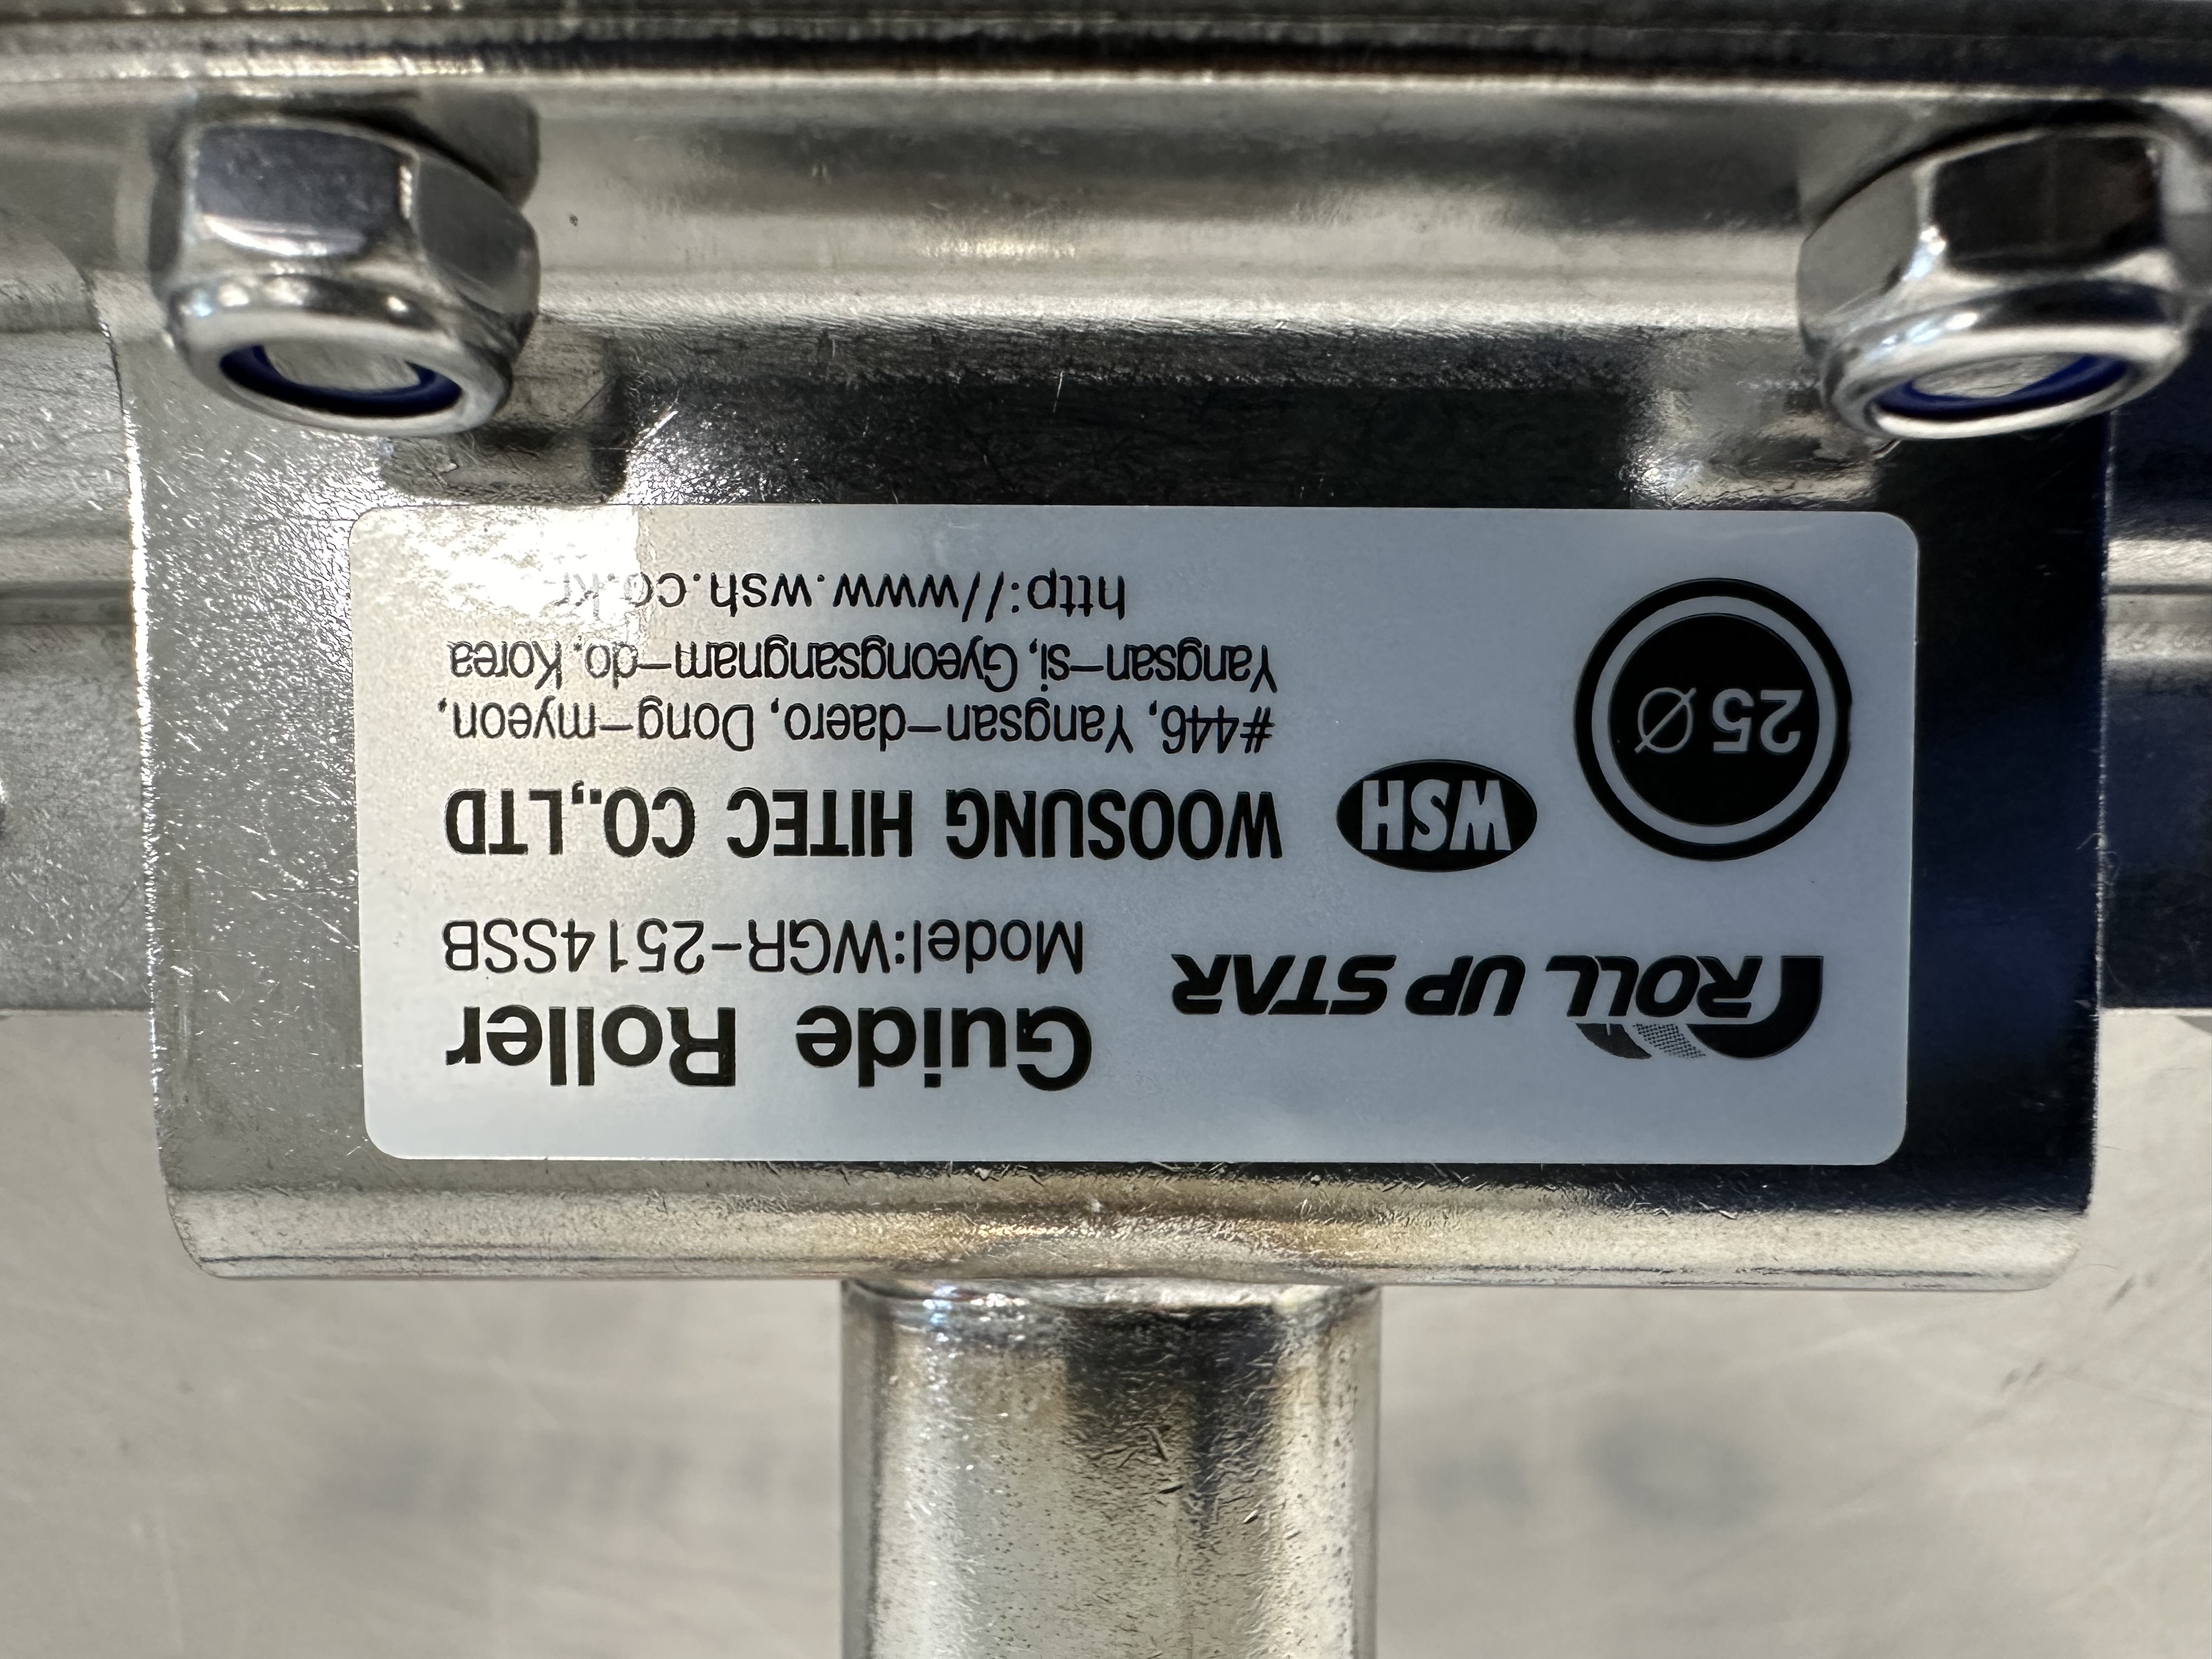 ROLL UP STAR
Guide Roller
Model:WGR-2514SSB
25 Ø
WSH
WOOSUNG HITEC CO.,LTD
#446, Yangsan-daero, Dong-myeon,
Yangsan-si, Gyeongsangnam-do, Korea
http://www.wsh.co.kr